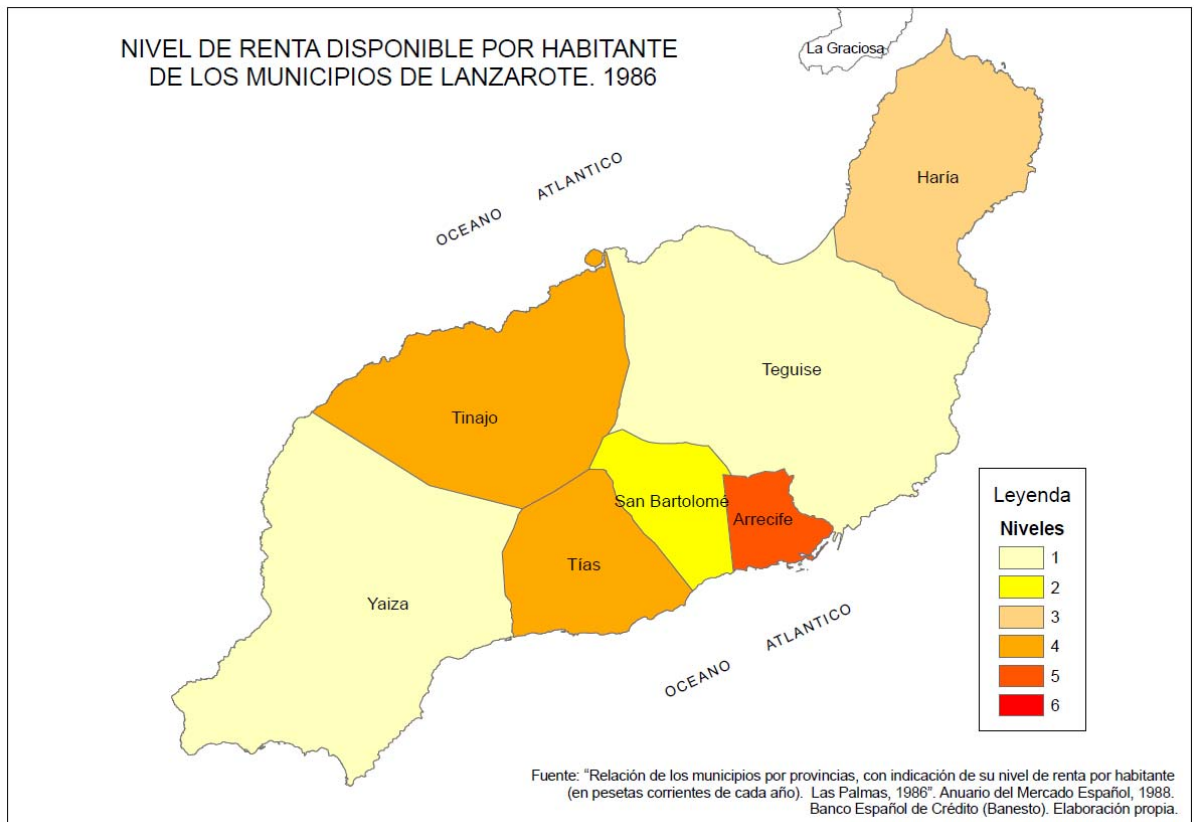 NIVEL DE RENTA DISPONIBLE POR HABITANTE
DE LOS MUNICIPIOS DE LANZAROTE. 1986
La Graciosa
Haría
OCEANO ATLANTICO
Teguise
Tinajo
San Bartolomé
Arrecife
Tías
Yaiza
OCEANO ATLANTICO
Leyenda
Niveles
1
2
3
4
5
6
Fuente: "Relación de los municipios por provincias, con indicación de su nivel de renta por habitante
(en pesetas corrientes de cada año). Las Palmas, 1986". Anuario del Mercado Español, 1988.
Banco Español de Crédito (Banesto). Elaboración propia.